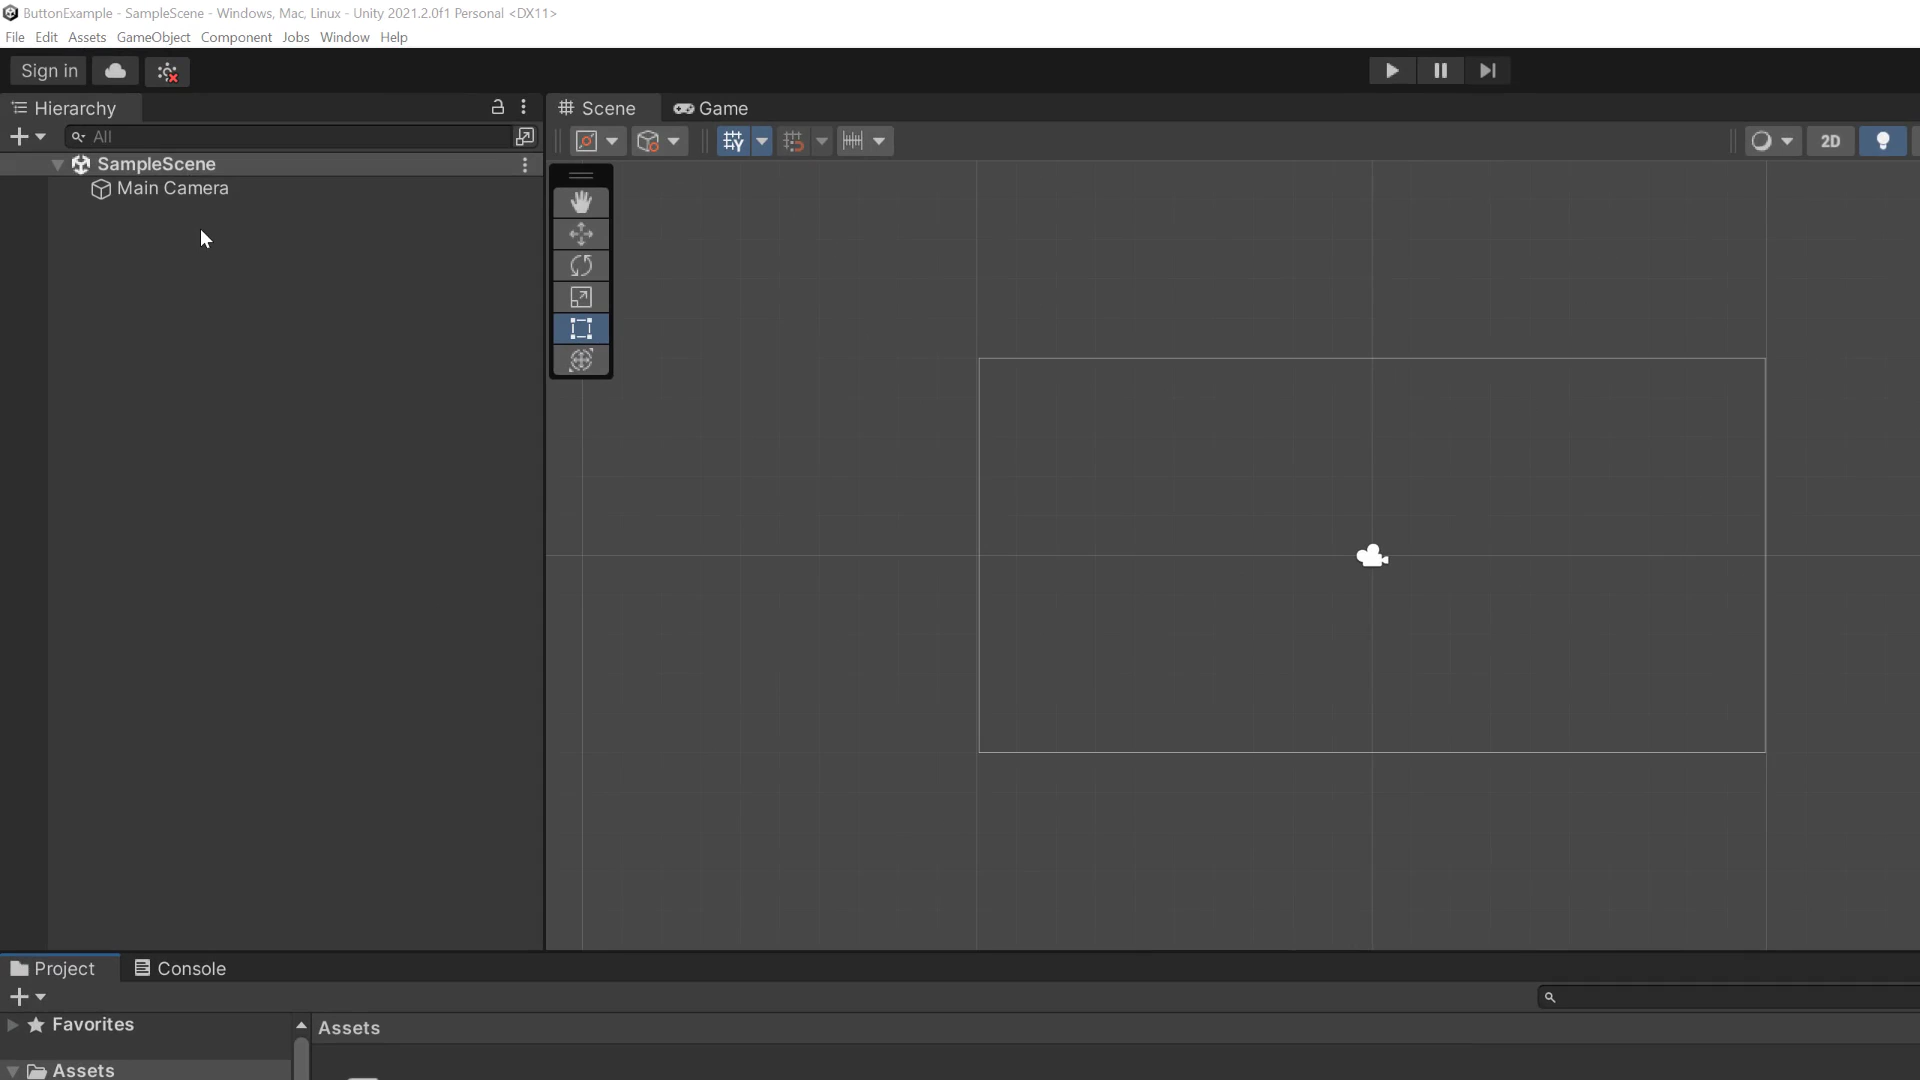 ButtonExample - SampleScene - Windows, Mac, Linux - Unity 2021.2.0f1 Personal <DX11>
File Edit Assets GameObject Component Jobs Window Help
Sign in
Hierarchy
Scene
Game
All
2D
SampleScene
Main Camera
Project
Console
Favorites
Assets
Assets